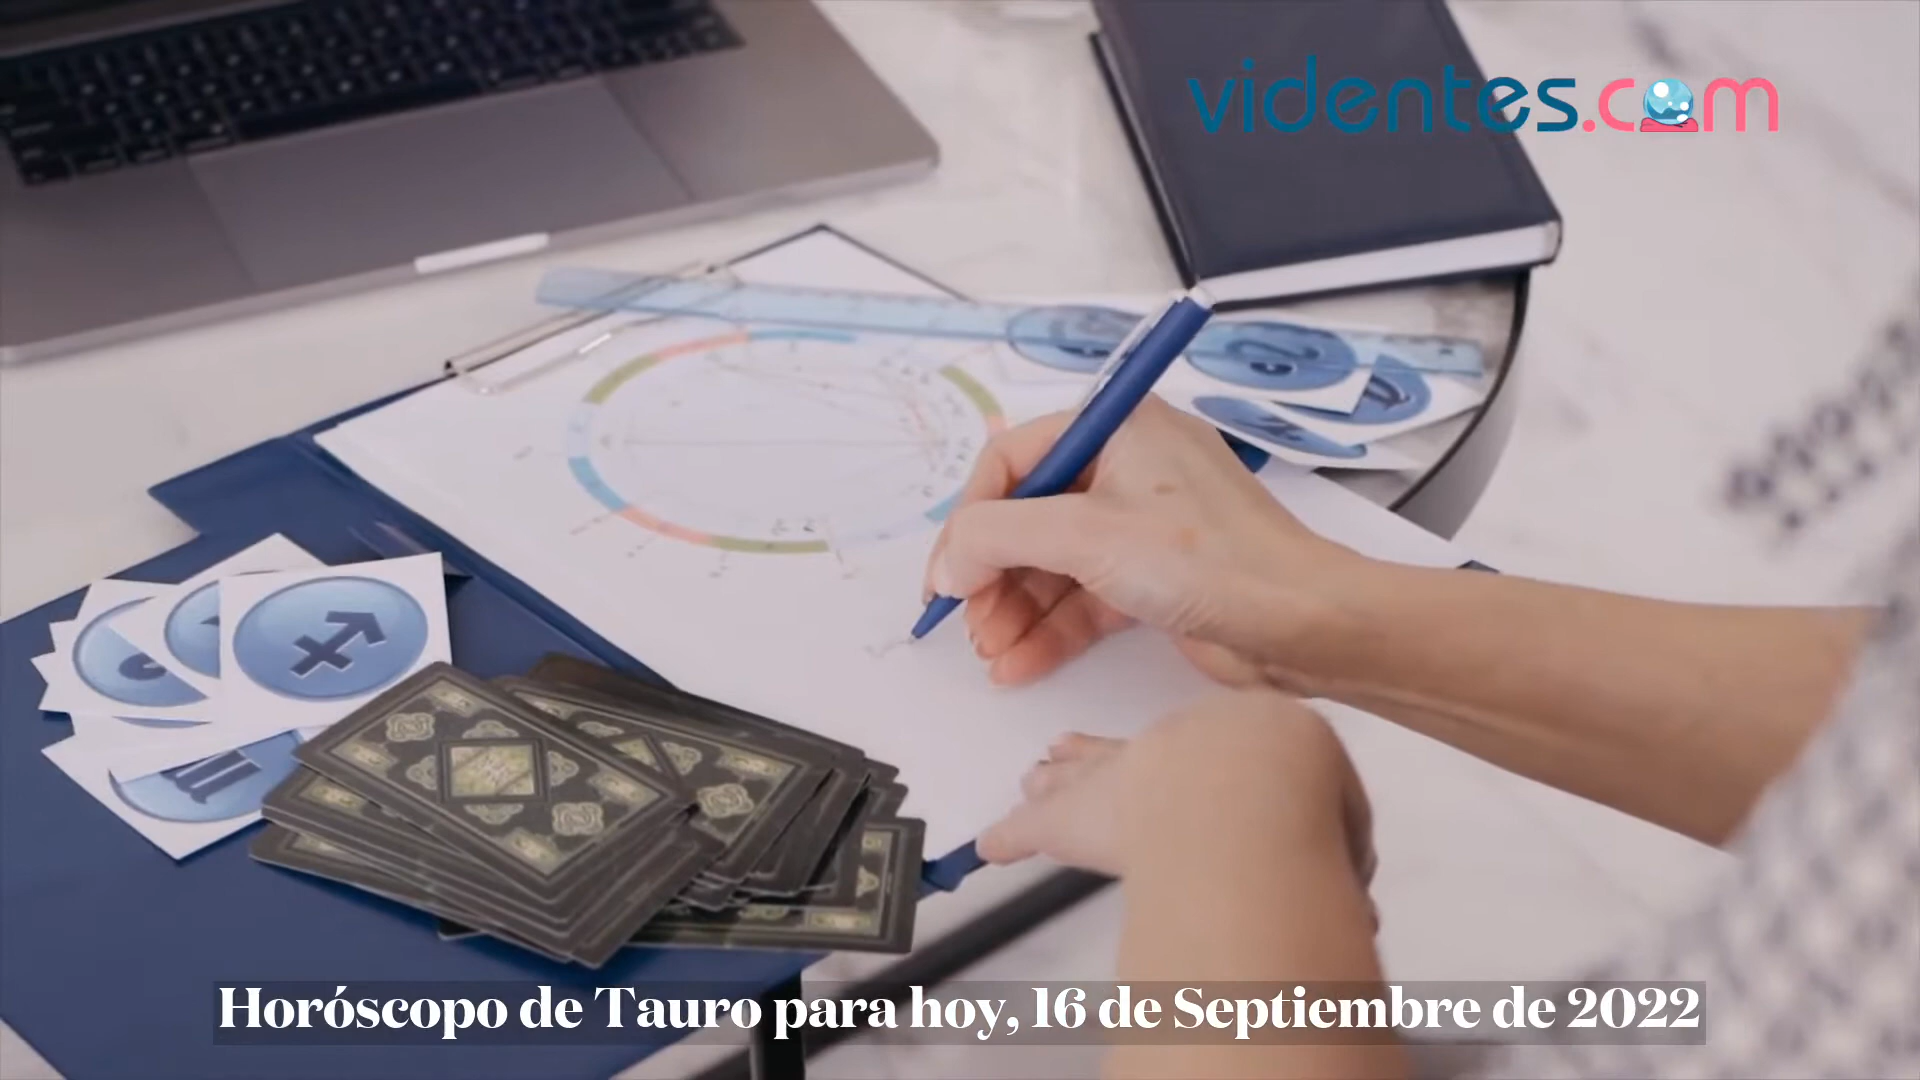 videntes.com
Horóscopo de Tauro para hoy, 16 de Septiembre de 2022